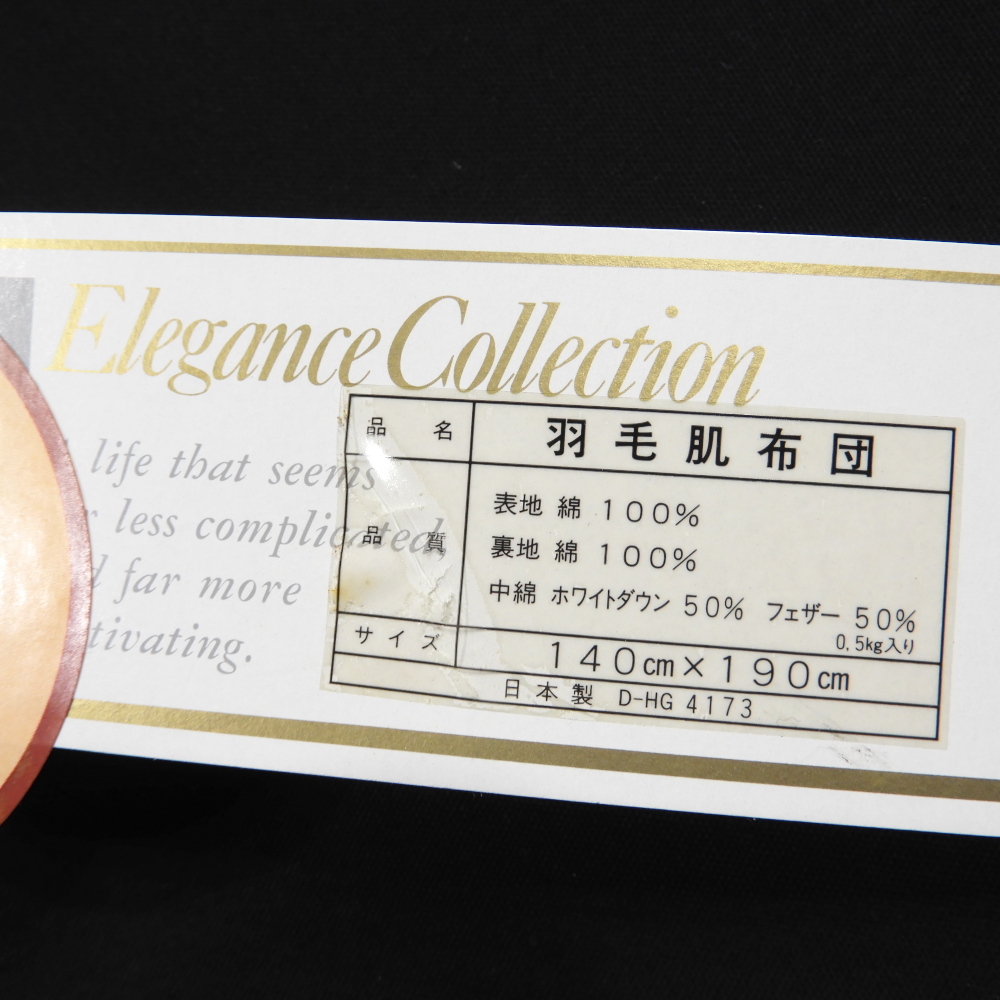 Elegance Collection
life that seems
less complicated,
far more
品名 羽毛肌布団
品質 表地 綿 100%
裏地 綿 100%
中綿 ホワイトダウン 50% フェザー 50%
0.5kg入り
サイズ 140cm×190cm
日本製 D-HG 4173